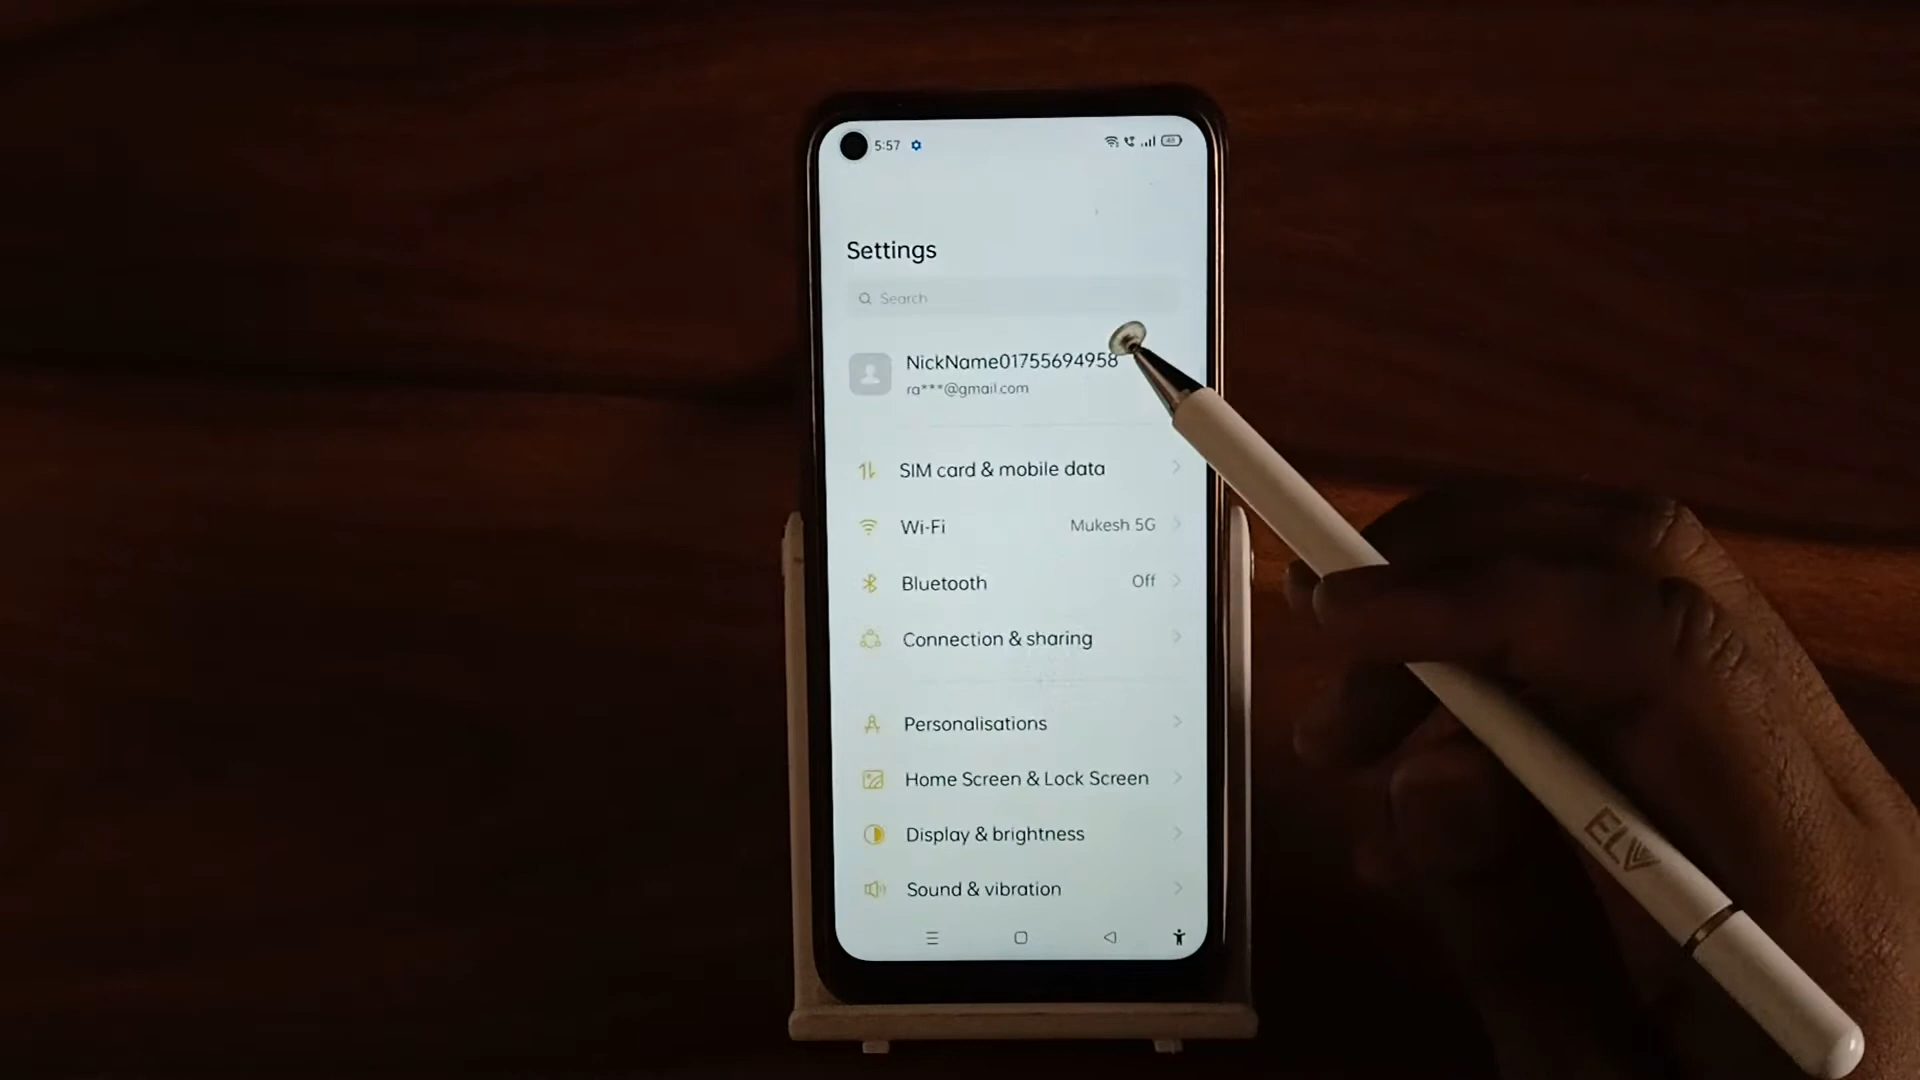 5:57
Settings
Search
NickName01755694958
ra***@gmail.com
SIM card & mobile data
Wi-Fi Mukesh 5G
Bluetooth Off
Connection & sharing
Personalisations
Home Screen & Lock Screen
Display & brightness
Sound & vibration
ELV